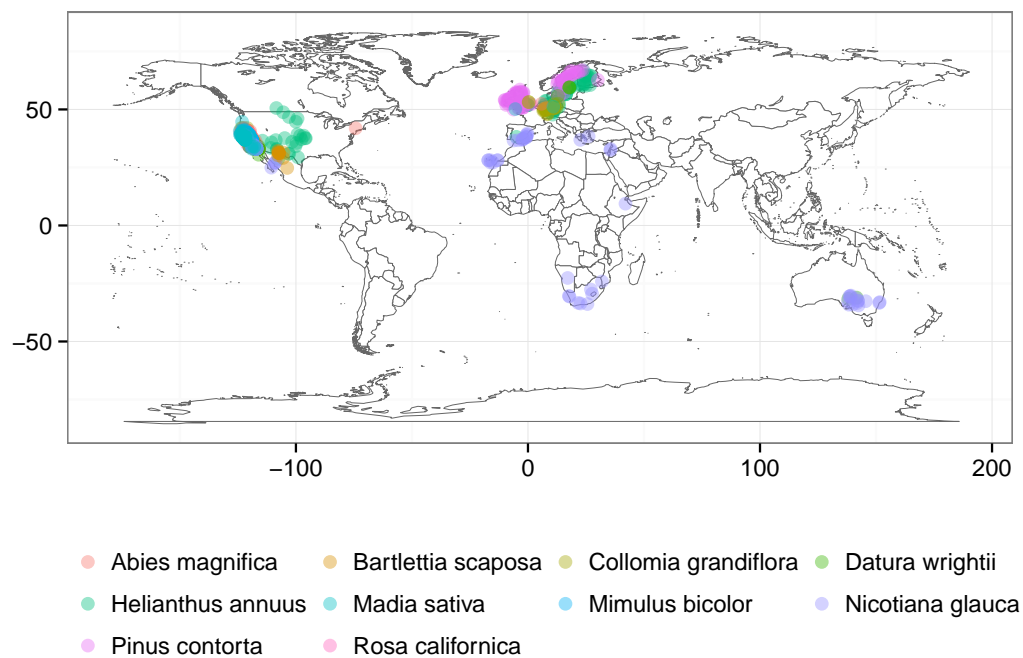 50
0
−50
−100 0 100 200
Abies magnifica Bartlettia scaposa Collomia grandiflora Datura wrightii
Helianthus annuus Madia sativa Mimulus bicolor Nicotiana glauca
Pinus contorta Rosa californica